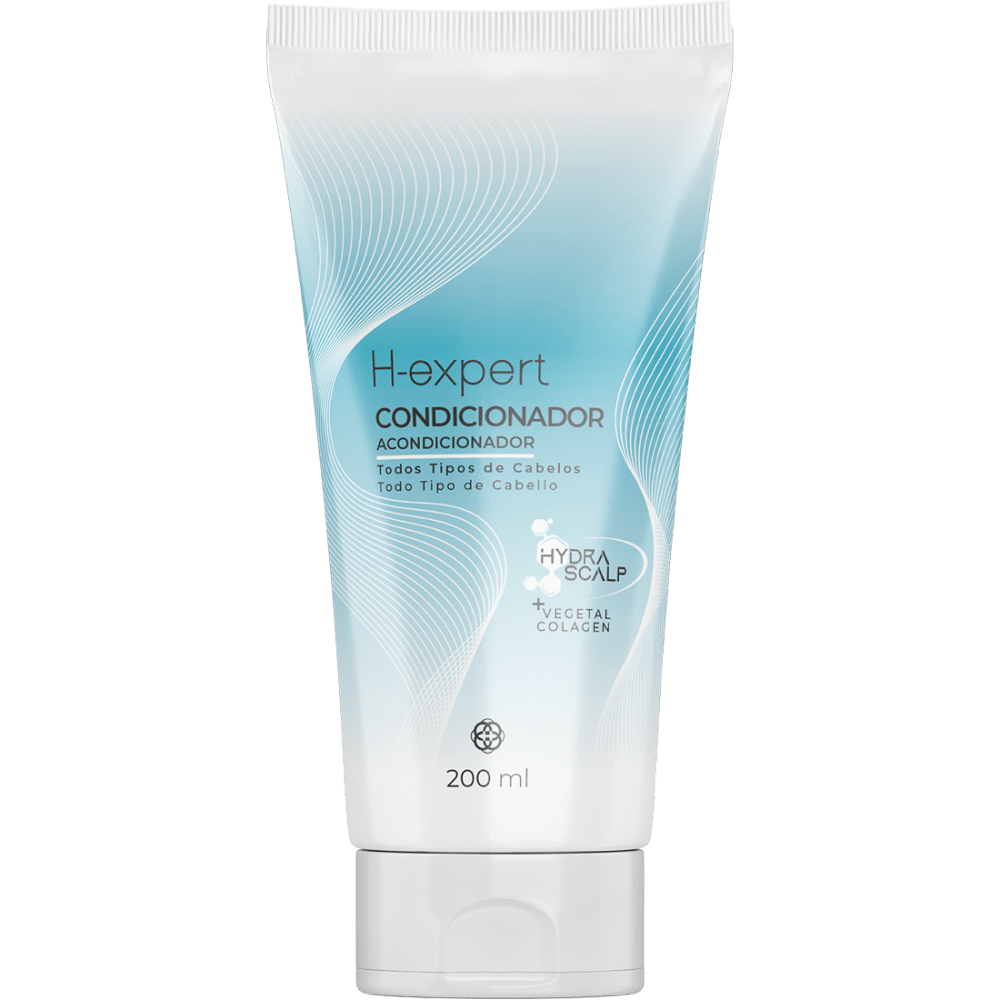 H-expert
CONDICIONADOR
ACONDICIONADOR
Todos Tipos de Cabelos
Todo Tipo de Cabello
HYDRA
SCALP
+VEGETAL
COLAGEN
200 ml